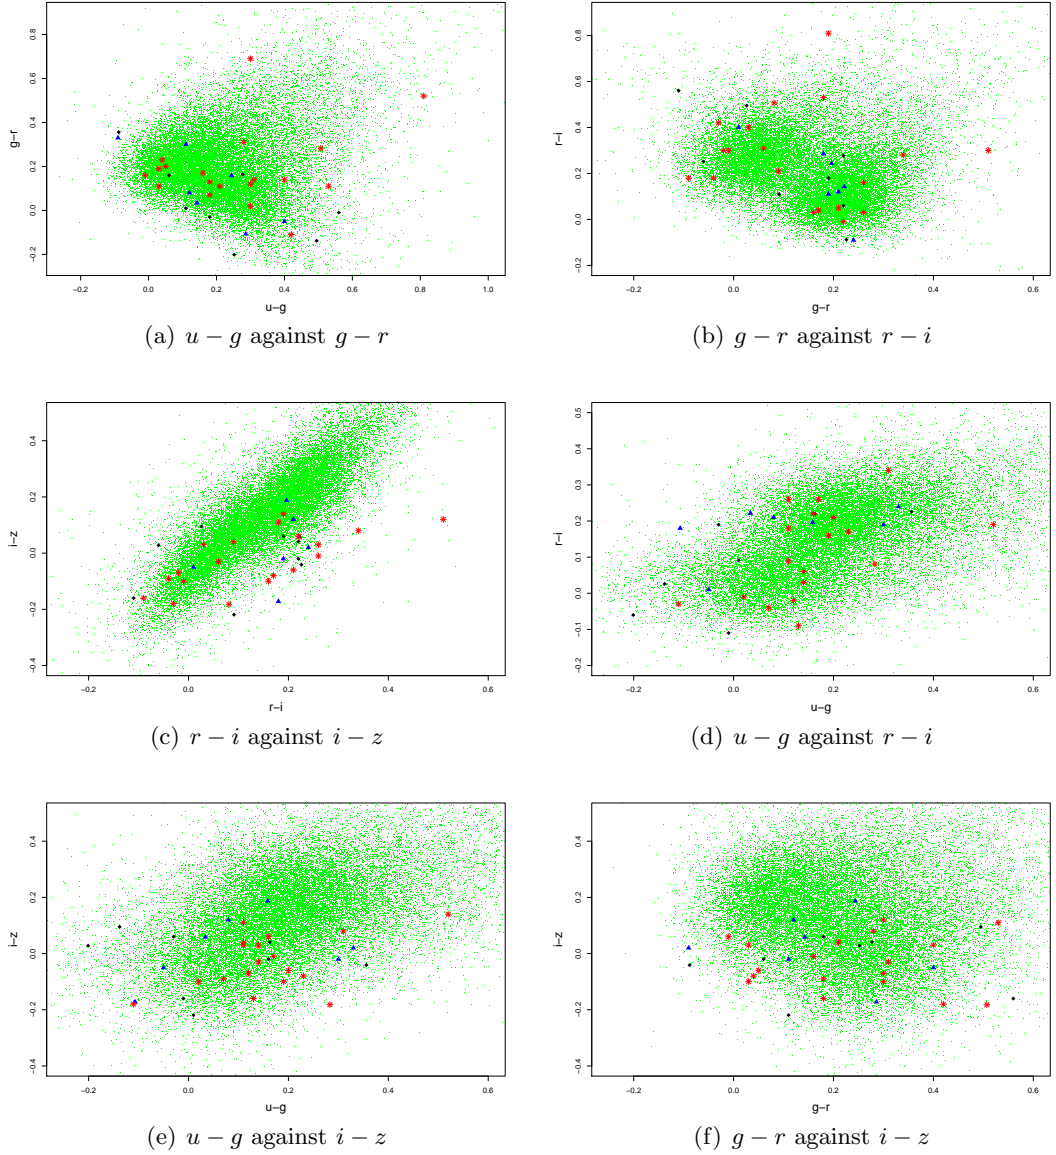 g−r
0.8
0.6
0.4
0.2
0.0
−0.2
−0.2 0.0 0.2 0.4 0.6 0.8 1.0
u−g
(a) u − g against g − r
r−i
0.8
0.6
0.4
0.2
0.0
−0.2
−0.2 0.0 0.2 0.4 0.6
g−r
(b) g − r against r − i
i−z
0.4
0.2
0.0
−0.2
−0.4
−0.2 0.0 0.2 0.4 0.6
r−i
(c) r − i against i − z
r−i
0.5
0.4
0.3
0.2
0.1
0.0
−0.1
−0.2
−0.2 0.0 0.2 0.4 0.6
u−g
(d) u − g against r − i
i−z
0.4
0.2
0.0
−0.2
−0.4
−0.2 0.0 0.2 0.4 0.6
u−g
(e) u − g against i − z
i−z
0.4
0.2
0.0
−0.2
−0.4
−0.2 0.0 0.2 0.4 0.6
g−r
(f) g − r against i − z